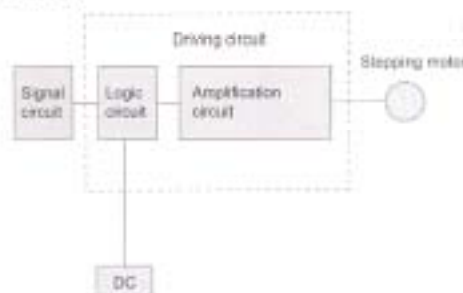 Driving circuit
Stepping motor
Signal
circuit
Logic
circuit
Amplification
circuit
DC